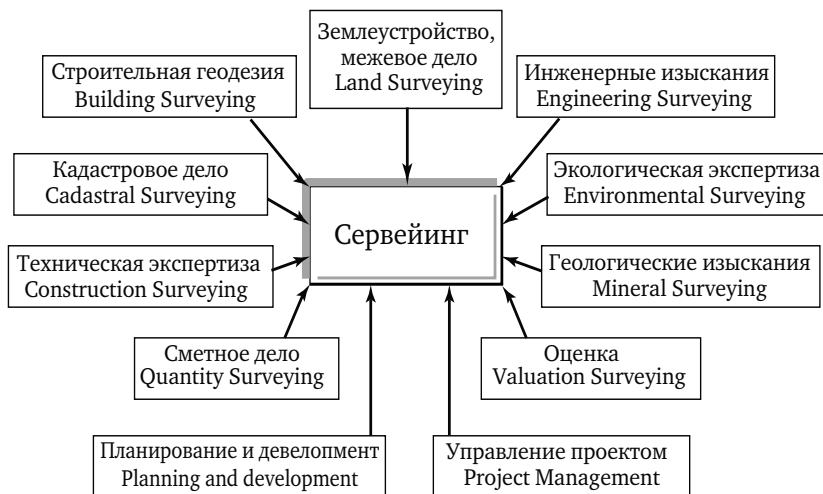 Землеустройство,
межевое дело
Land Surveying
Строительная геодезия
Building Surveying
Инженерные изыскания
Engineering Surveying
Кадастровое дело
Cadastral Surveying
Экологическая экспертиза
Environmental Surveying
Сервейинг
Техническая экспертиза
Construction Surveying
Геологические изыскания
Mineral Surveying
Сметное дело
Quantity Surveying
Оценка
Valuation Surveying
Планирование и девелопмент
Planning and development
Управление проектом
Project Management